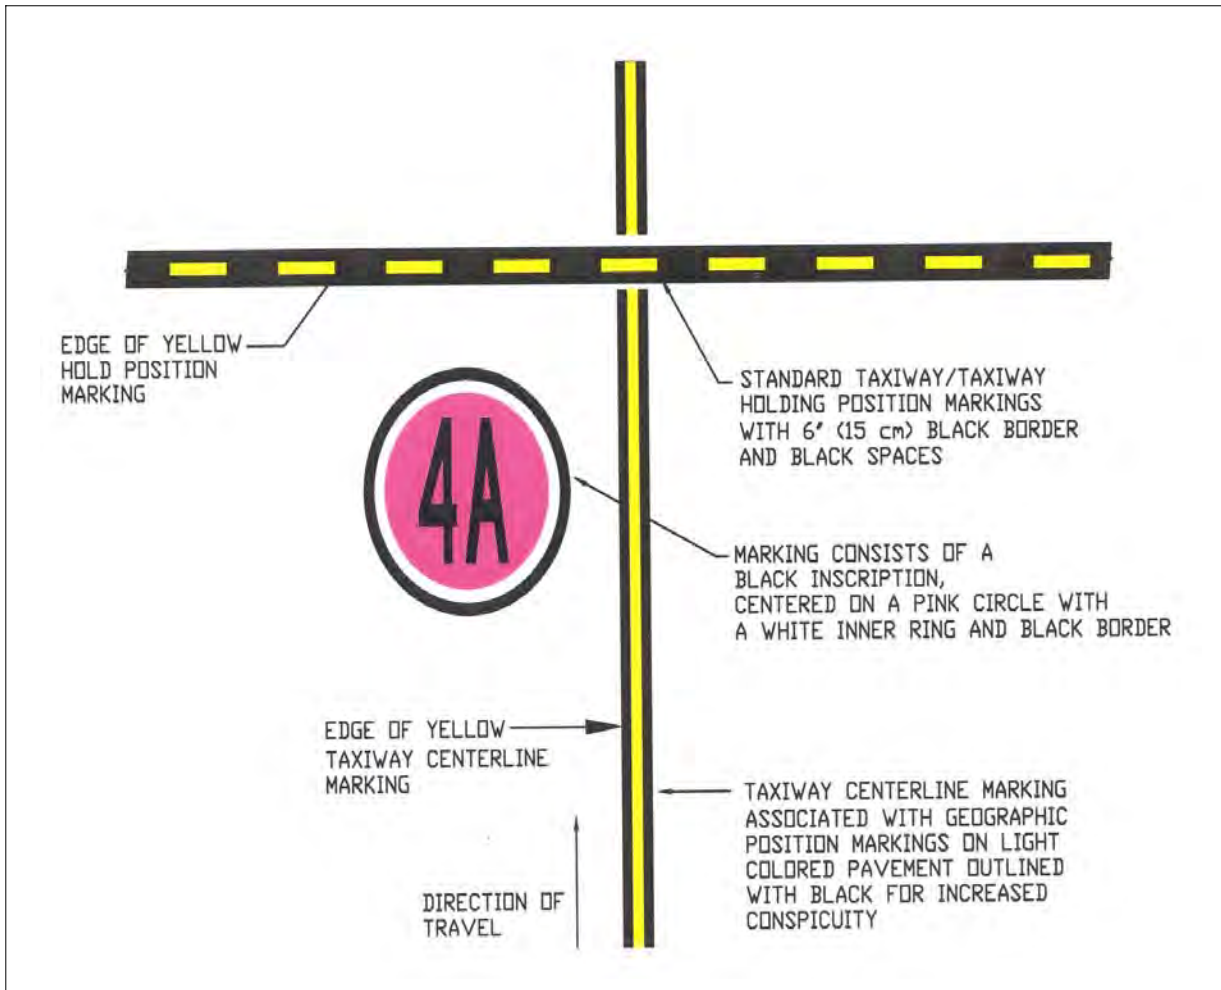 EDGE OF YELLOW
HOLD POSITION
MARKING
STANDARD TAXIWAY/TAXIWAY
HOLDING POSITION MARKINGS
WITH 6" (15 cm) BLACK BORDER
AND BLACK SPACES
4A
MARKING CONSISTS OF A
BLACK INSCRIPTION,
CENTERED ON A PINK CIRCLE WITH
A WHITE INNER RING AND BLACK BORDER
EDGE OF YELLOW
TAXIWAY CENTERLINE
MARKING
TAXIWAY CENTERLINE MARKING
ASSOCIATED WITH GEOGRAPHIC
POSITION MARKINGS ON LIGHT
COLORED PAVEMENT OUTLINED
WITH BLACK FOR INCREASED
CONSPICUITY
DIRECTION OF
TRAVEL